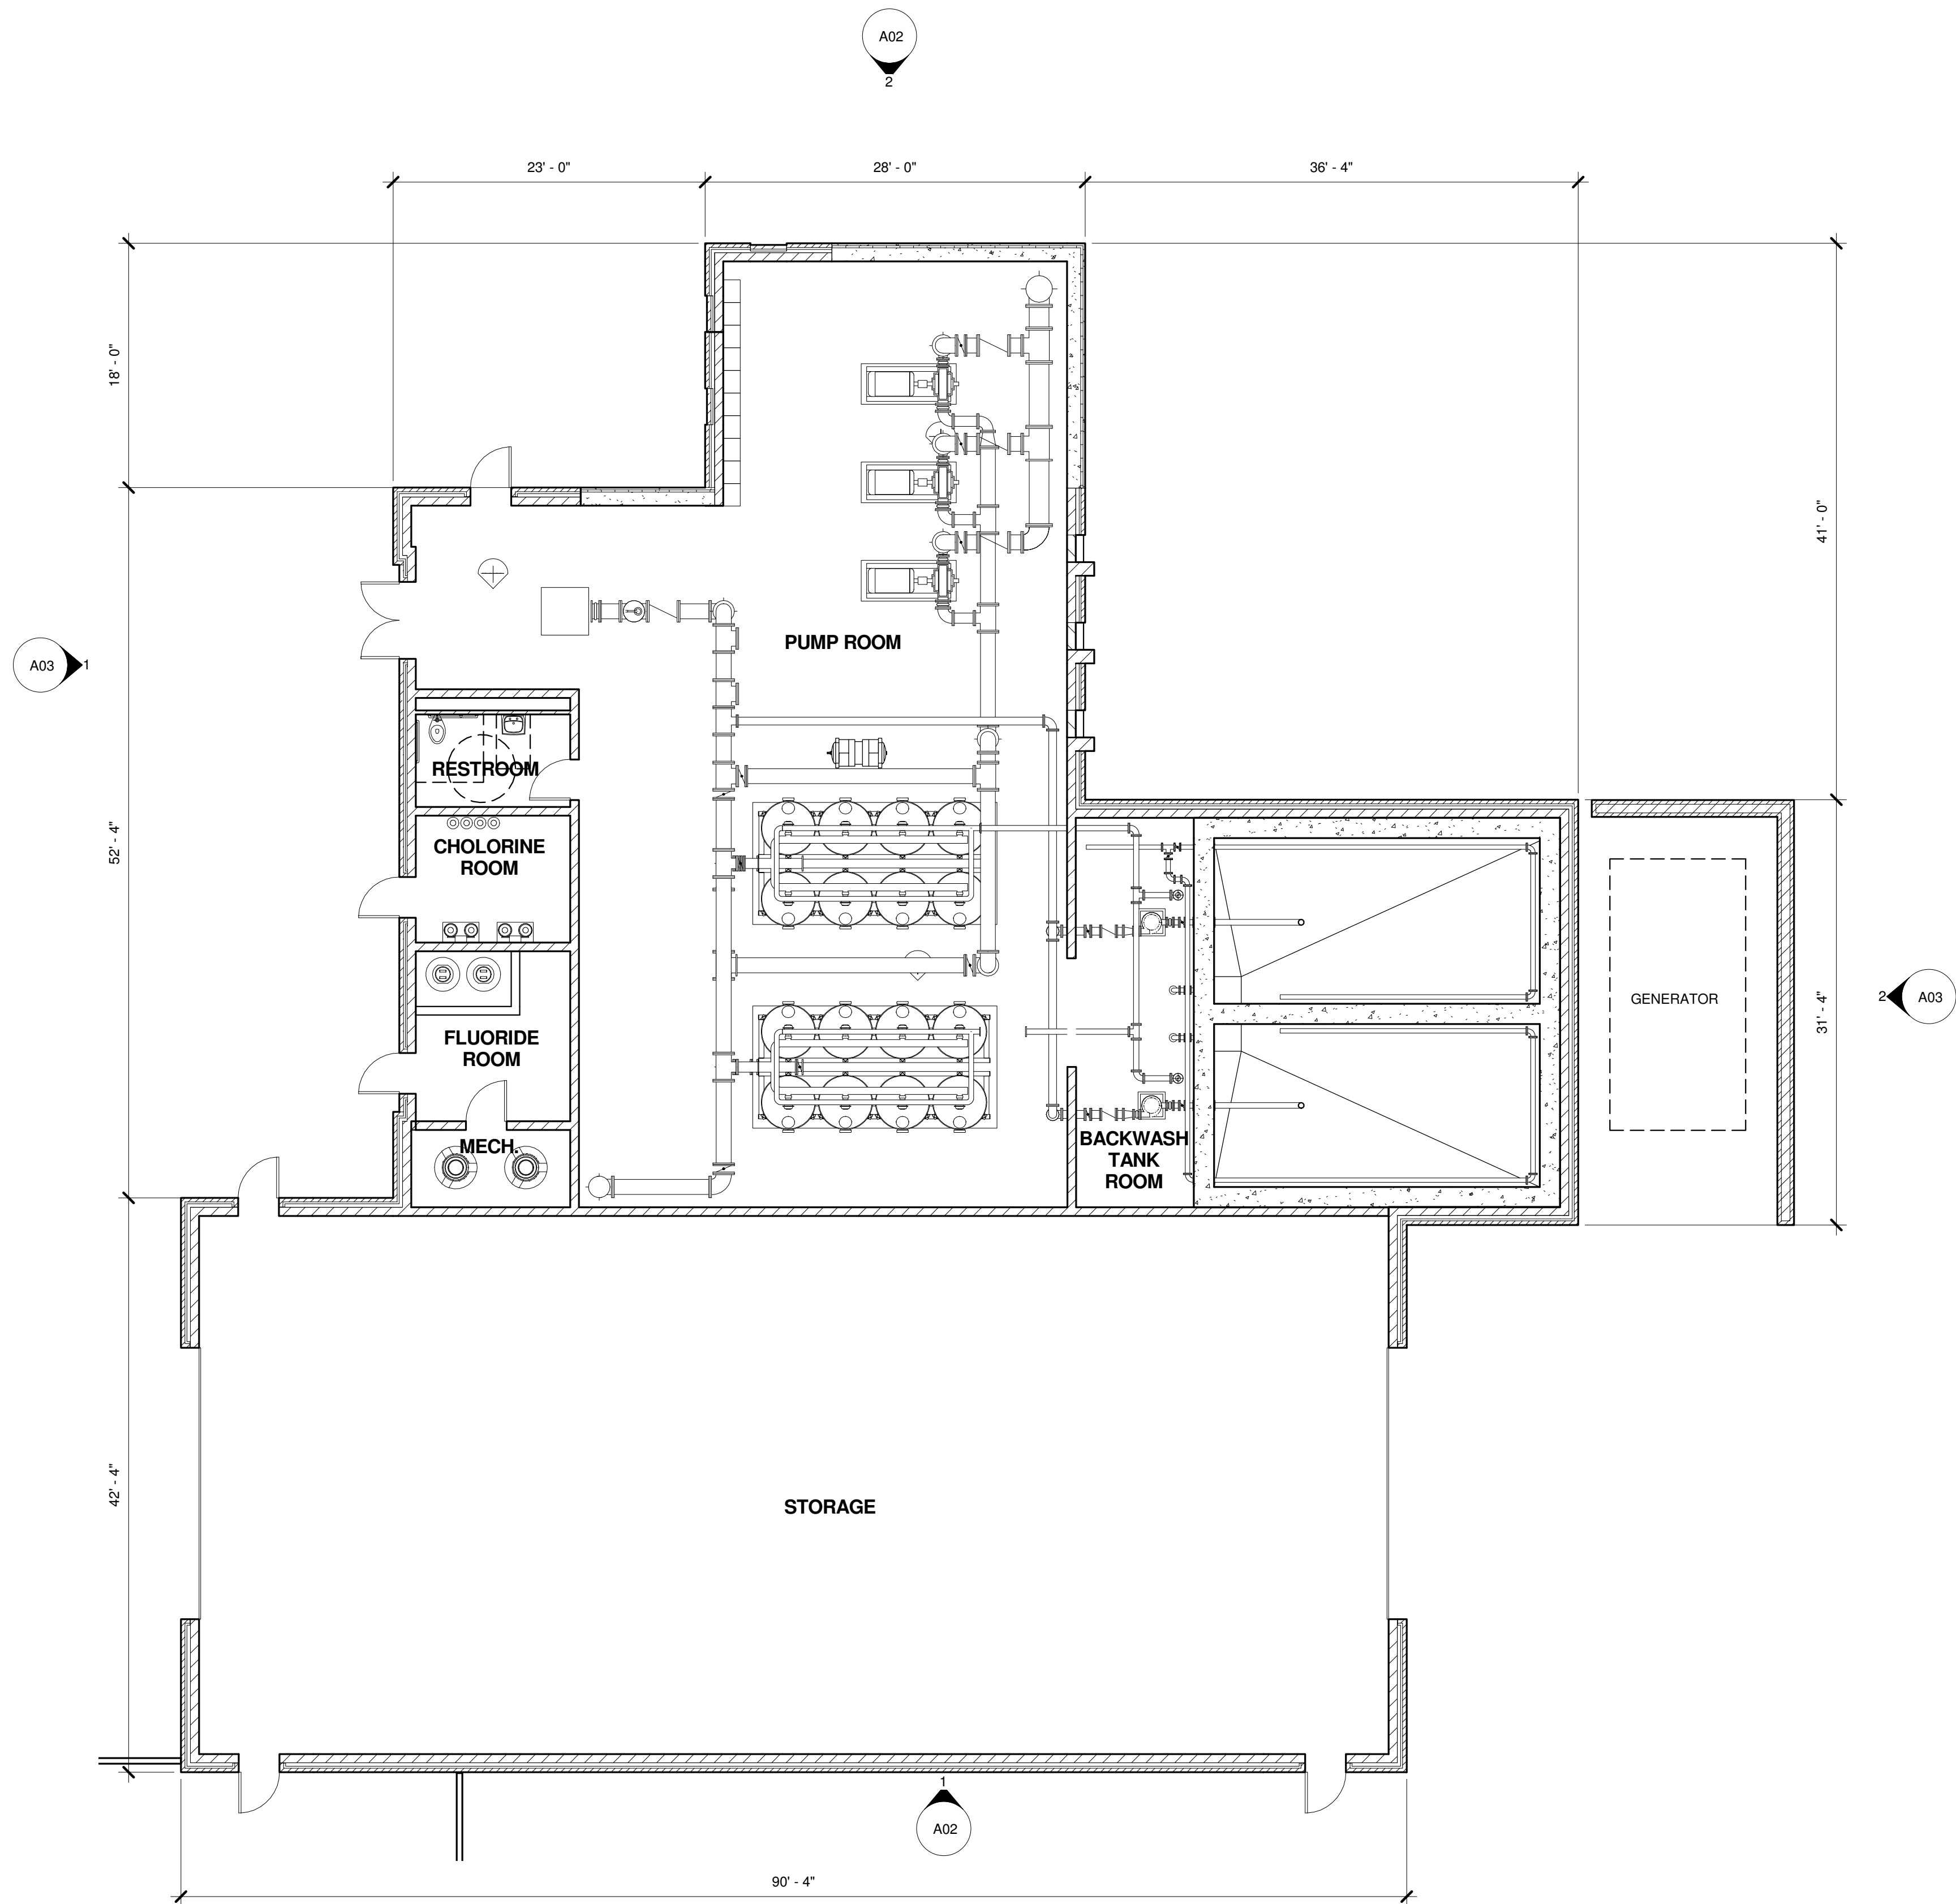 A02
2
23' - 0"
28' - 0"
36' - 4"
18' - 0"
41' - 0"
PUMP ROOM
A03
1
RESTROOM
52' - 4"
CHOLORINE
ROOM
GENERATOR
2
A03
31' - 4"
FLUORIDE
ROOM
MECH.
BACKWASH
TANK
ROOM
42' - 4"
STORAGE
1
A02
90' - 4"